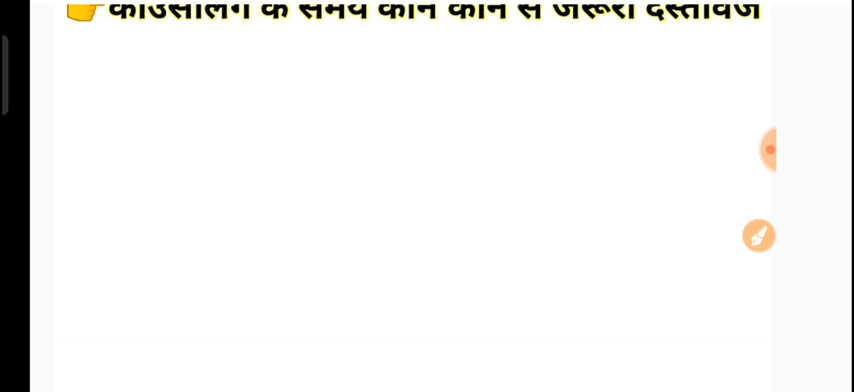 👉काउंसलिंग के समय कौन कौन से जरूरी दस्तावेज